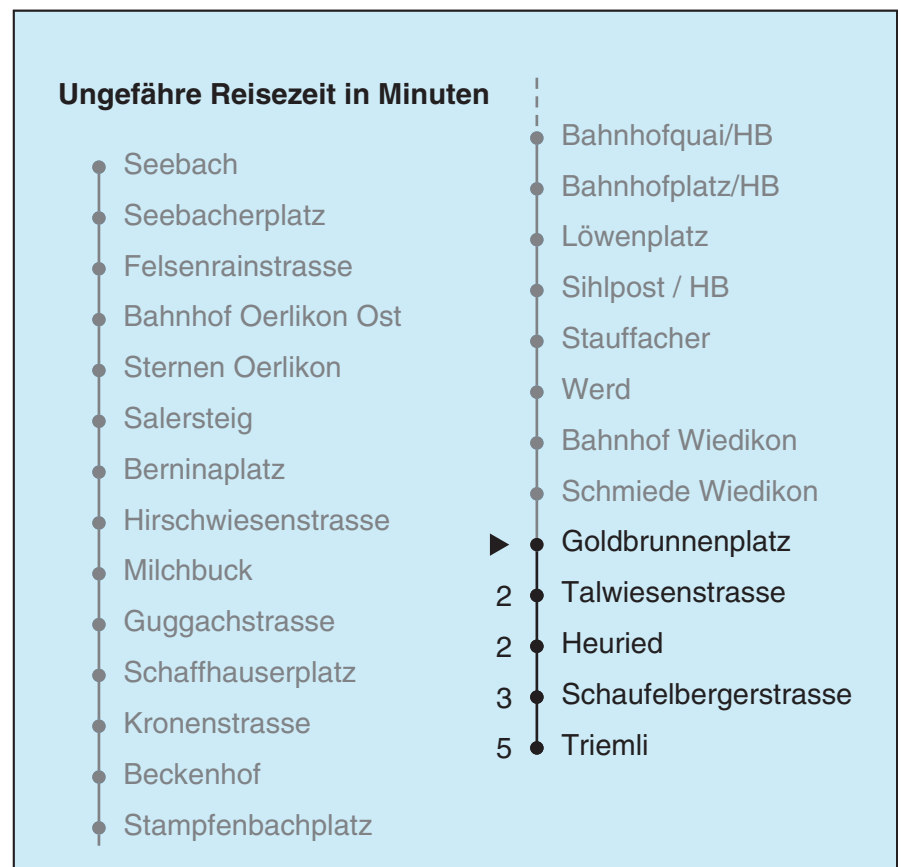 Ungefähre Reisezeit in Minuten
Seebach
Seebacherplatz
Felsenrainstrasse
Bahnhof Oerlikon Ost
Sternen Oerlikon
Salersteig
Berninaplatz
Hirschwiesenstrasse
Milchbuck
Guggachstrasse
Schaffhauserplatz
Kronenstrasse
Beckenhof
Stampfenbachplatz
Bahnhofquai/HB
Bahnhofplatz/HB
Löwenplatz
Sihlpost / HB
Stauffacher
Werd
Bahnhof Wiedikon
Schmiede Wiedikon
Goldbrunnenplatz
2 Talwiesenstrasse
2 Heuried
3 Schaufelbergerstrasse
5 Triemli